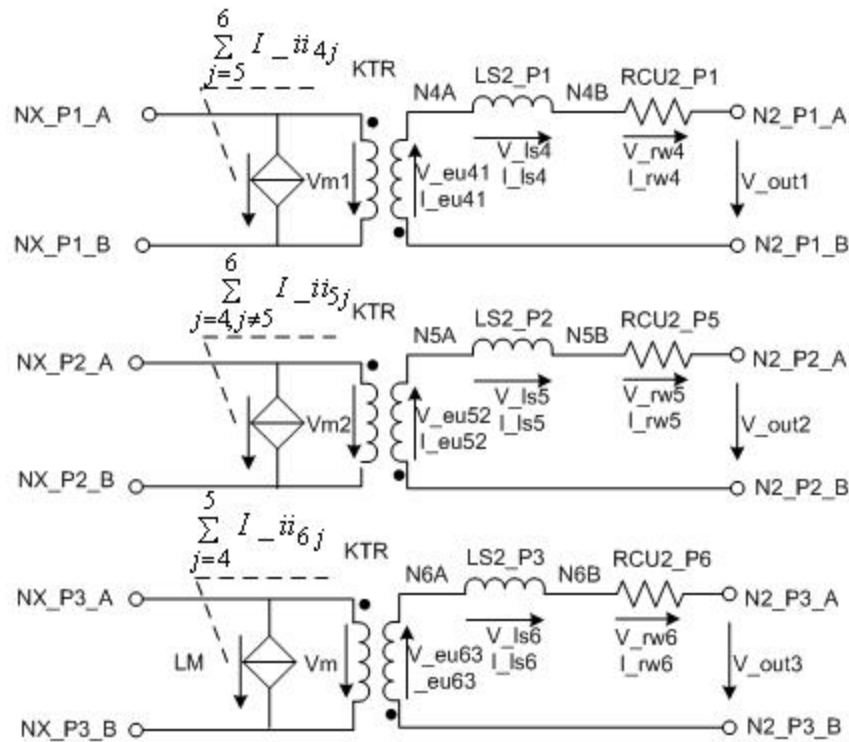 6
∑ I_ii4j
j=5
KTR
N4A
LS2_P1
N4B
RCU2_P1
NX_P1_A
N2_P1_A
Vm1
V_eu41
I_eu41
V_ls4
I_ls4
V_rw4
I_rw4
V_out1
NX_P1_B
N2_P1_B
6
∑ I_ii5j
j=4,j≠5
KTR
N5A
LS2_P2
N5B
RCU2_P5
NX_P2_A
N2_P2_A
Vm2
V_eu52
I_eu52
V_ls5
I_ls5
V_rw5
I_rw5
V_out2
NX_P2_B
N2_P2_B
5
∑ I_ii6j
j=4
KTR
N6A
LS2_P3
N6B
RCU2_P6
NX_P3_A
N2_P3_A
LM
Vm
V_eu63
_eu63
V_ls6
I_ls6
V_rw6
I_rw6
V_out3
NX_P3_B
N2_P3_B